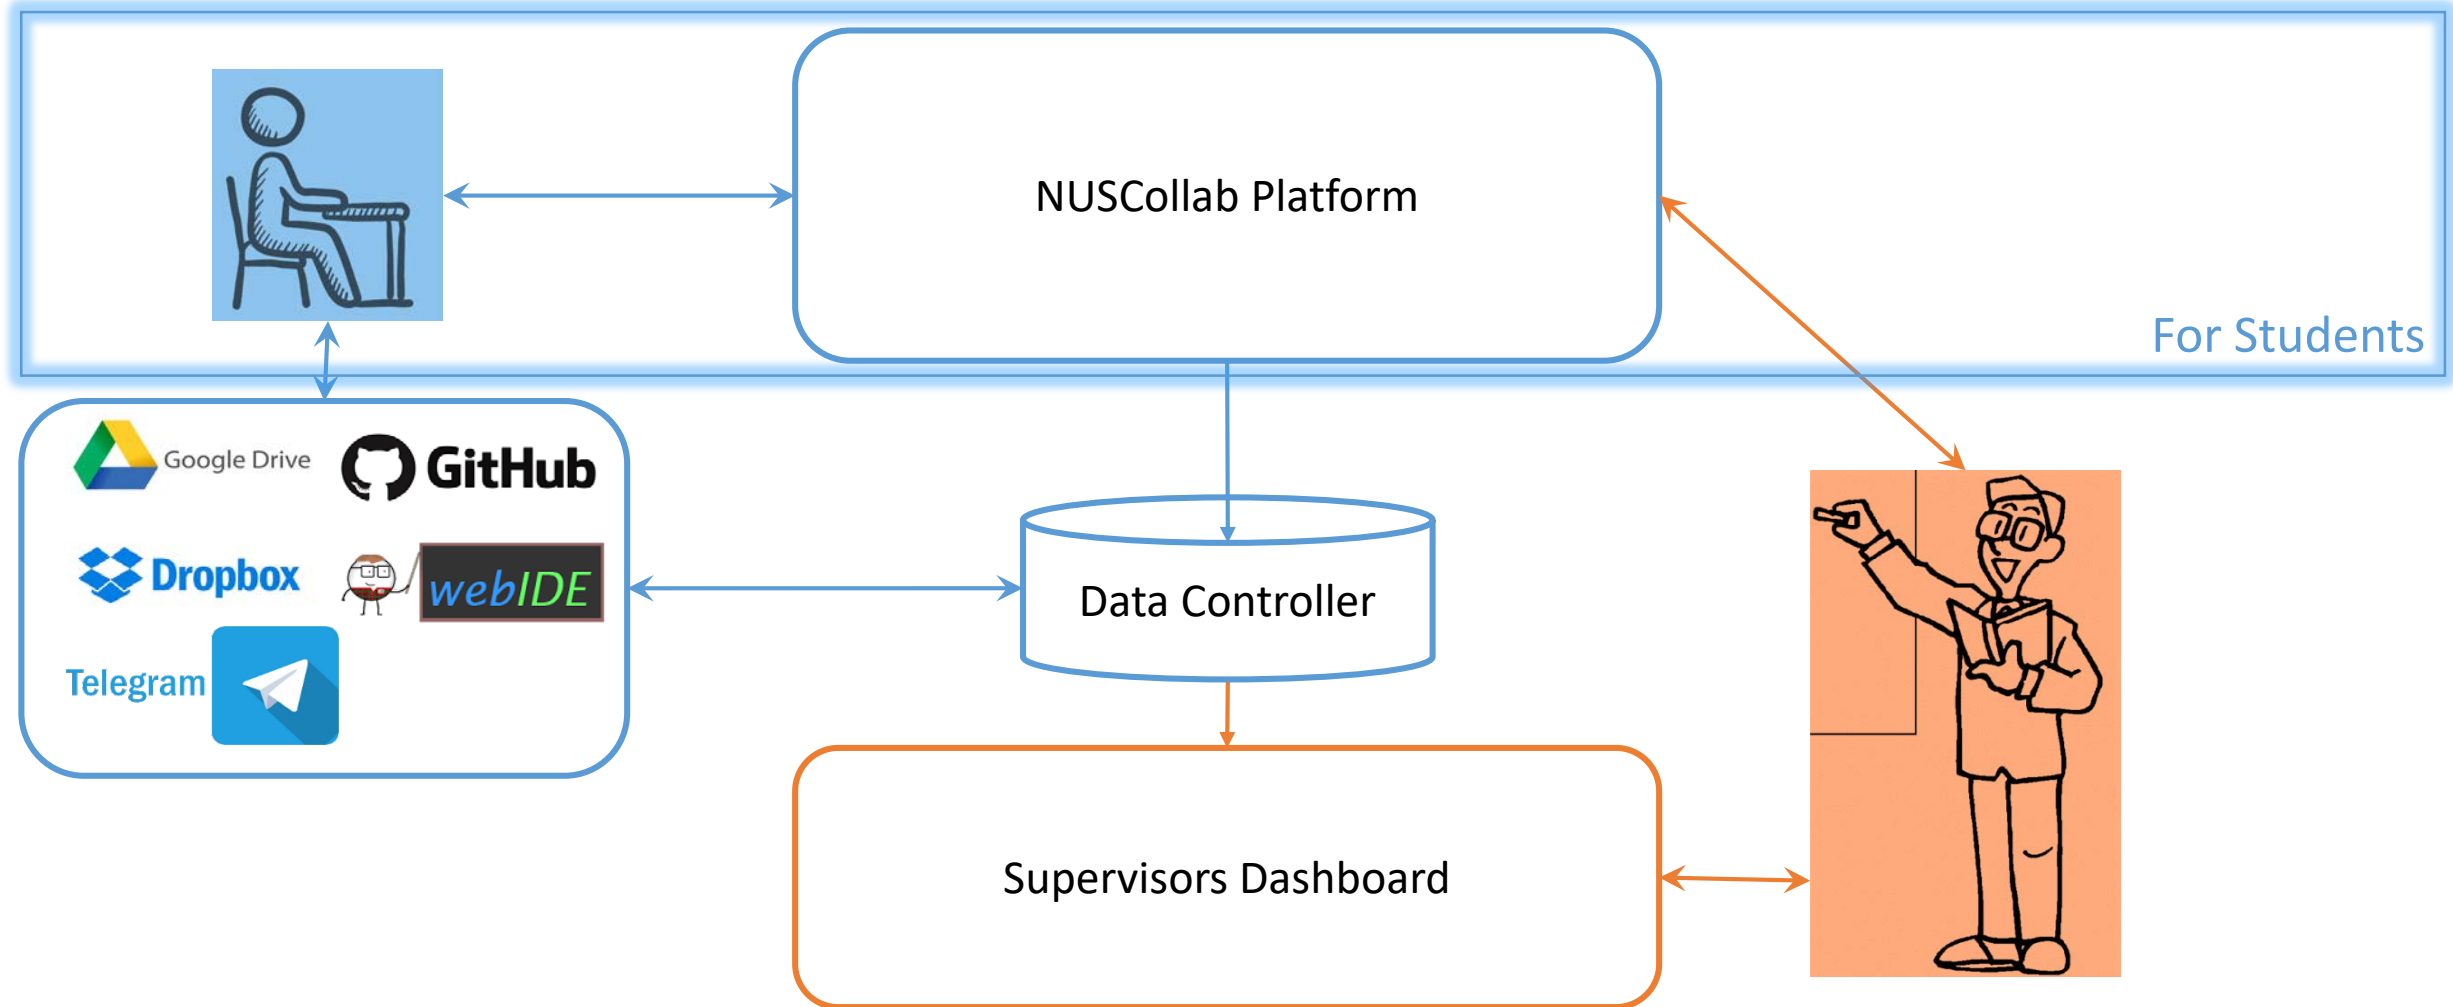 NUSCollab Platform
For Students
Google Drive
GitHub
Dropbox
webIDE
Telegram
Data Controller
Supervisors Dashboard